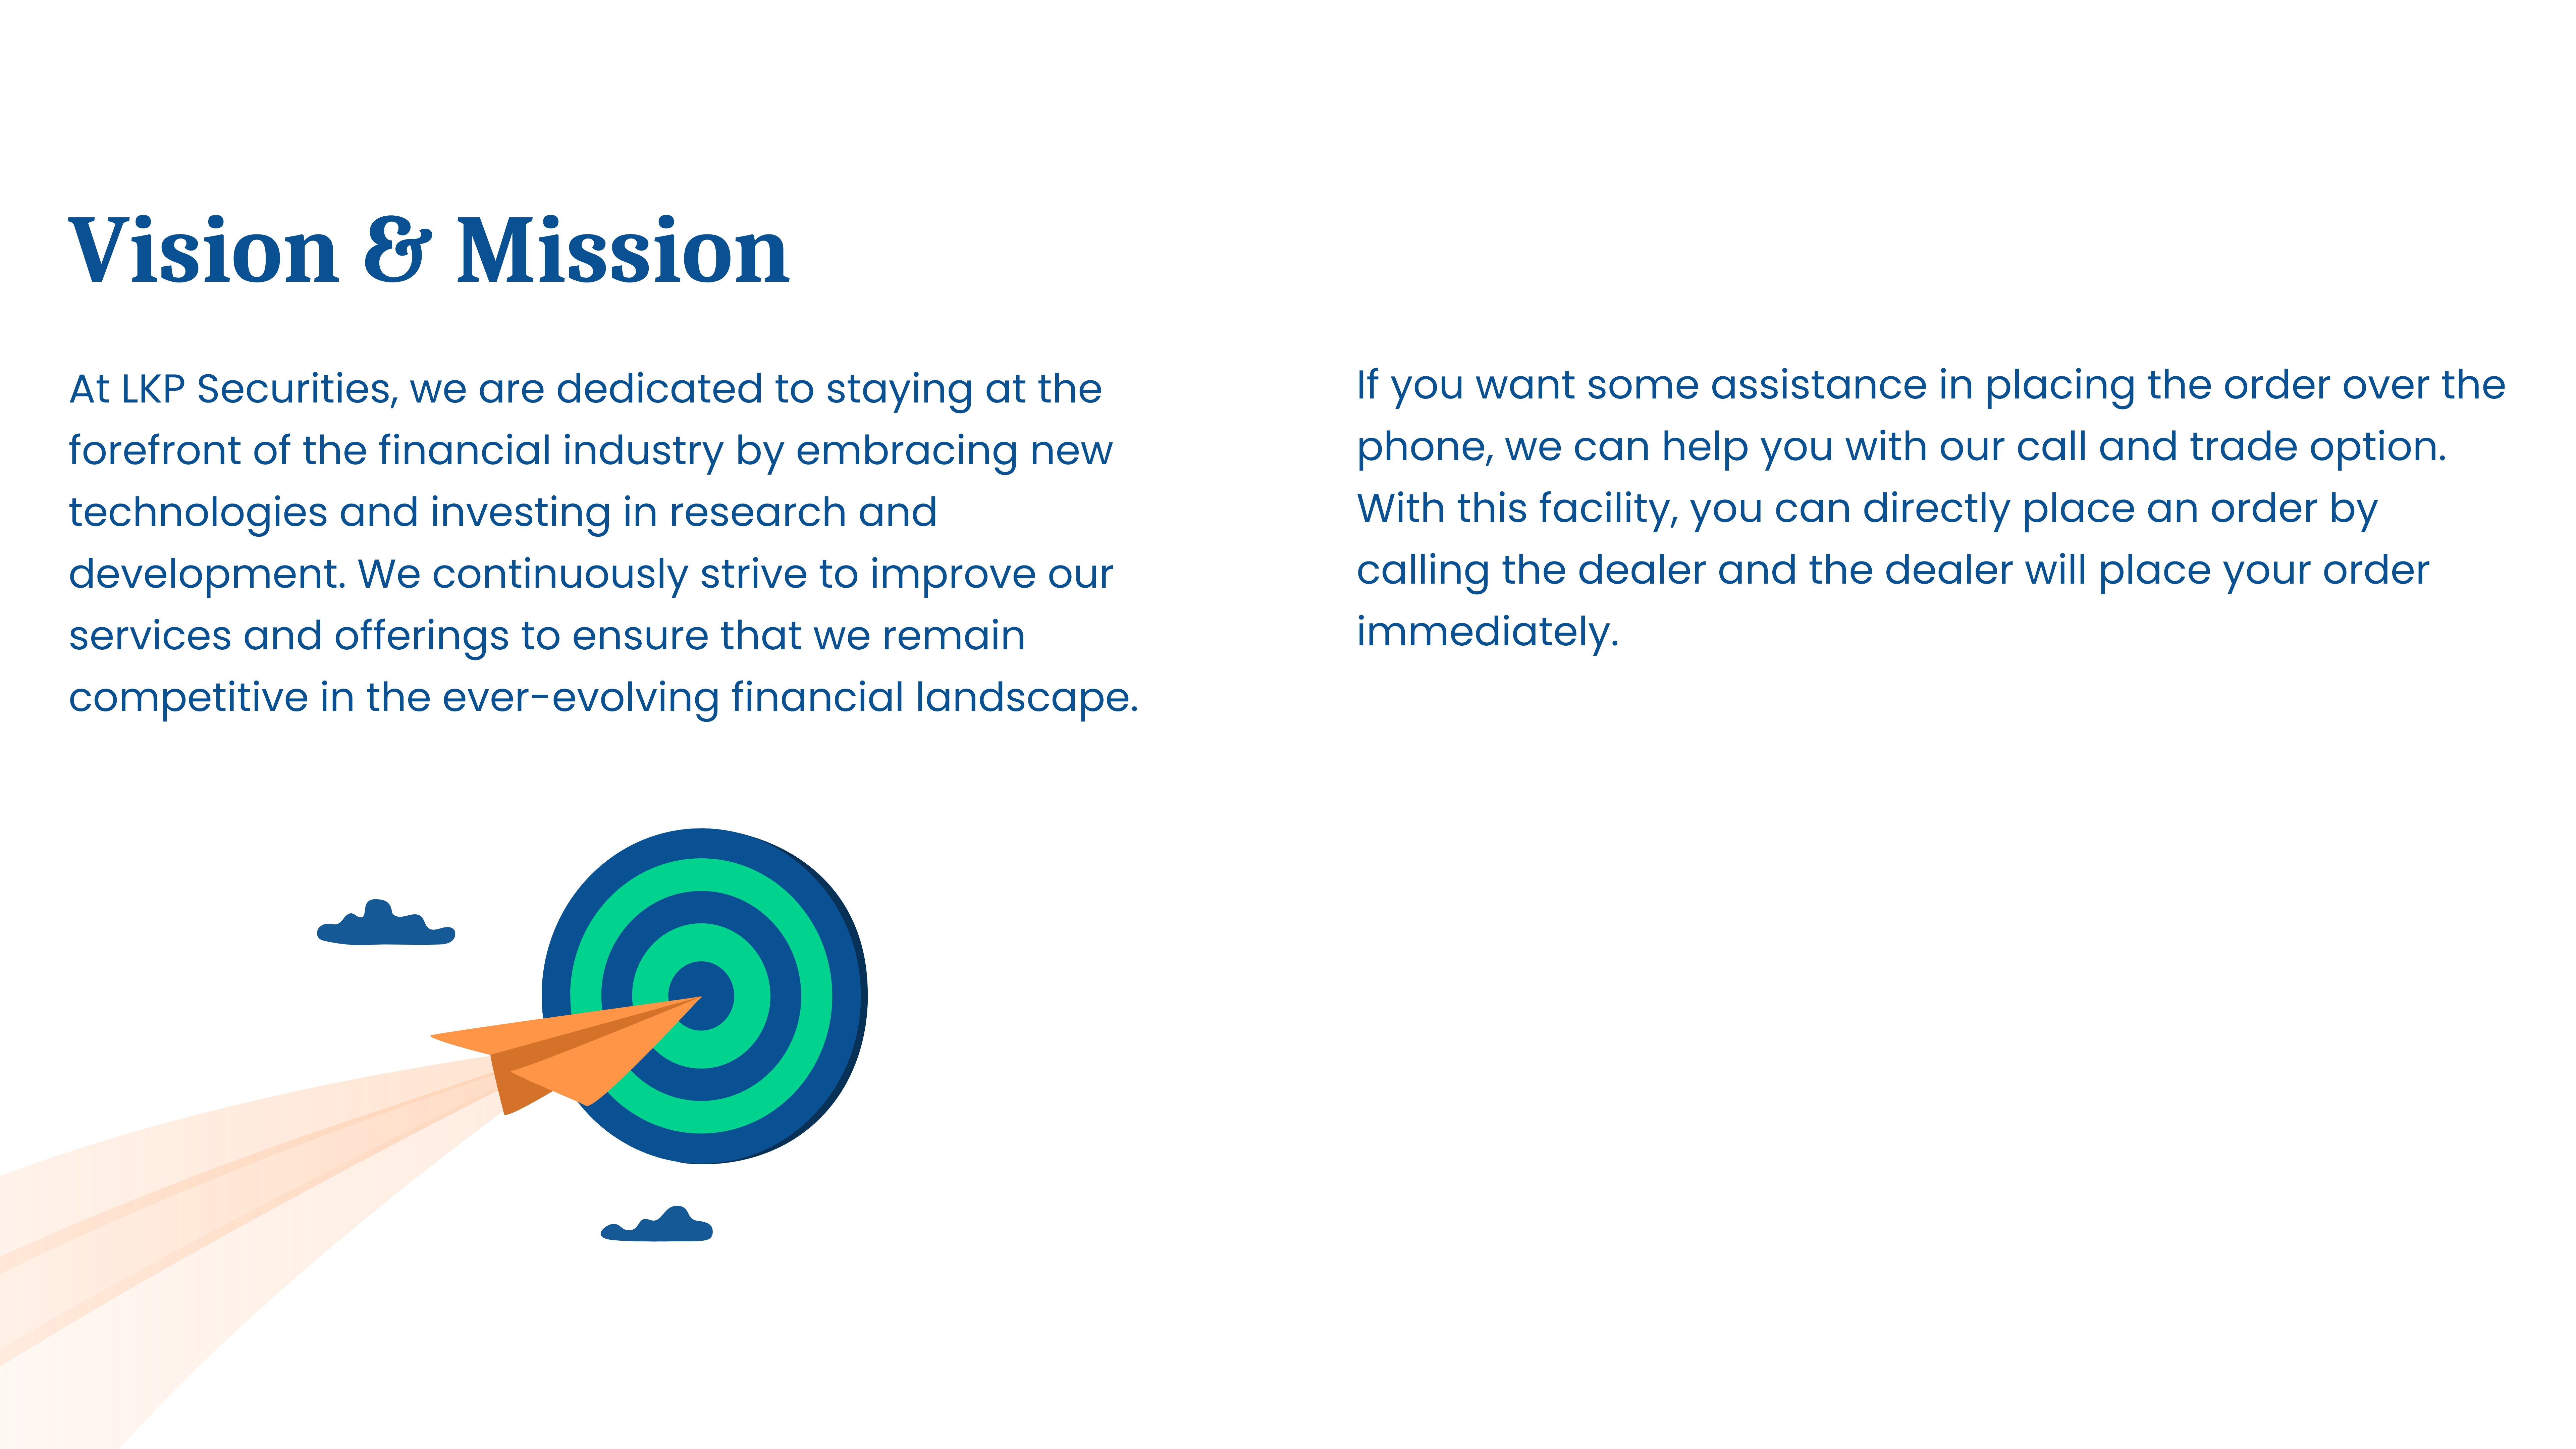 Vision & Mission
At LKP Securities, we are dedicated to staying at the
forefront of the financial industry by embracing new
technologies and investing in research and
development. We continuously strive to improve our
services and offerings to ensure that we remain
competitive in the ever-evolving financial landscape.
If you want some assistance in placing the order over the
phone, we can help you with our call and trade option.
With this facility, you can directly place an order by
calling the dealer and the dealer will place your order
immediately.